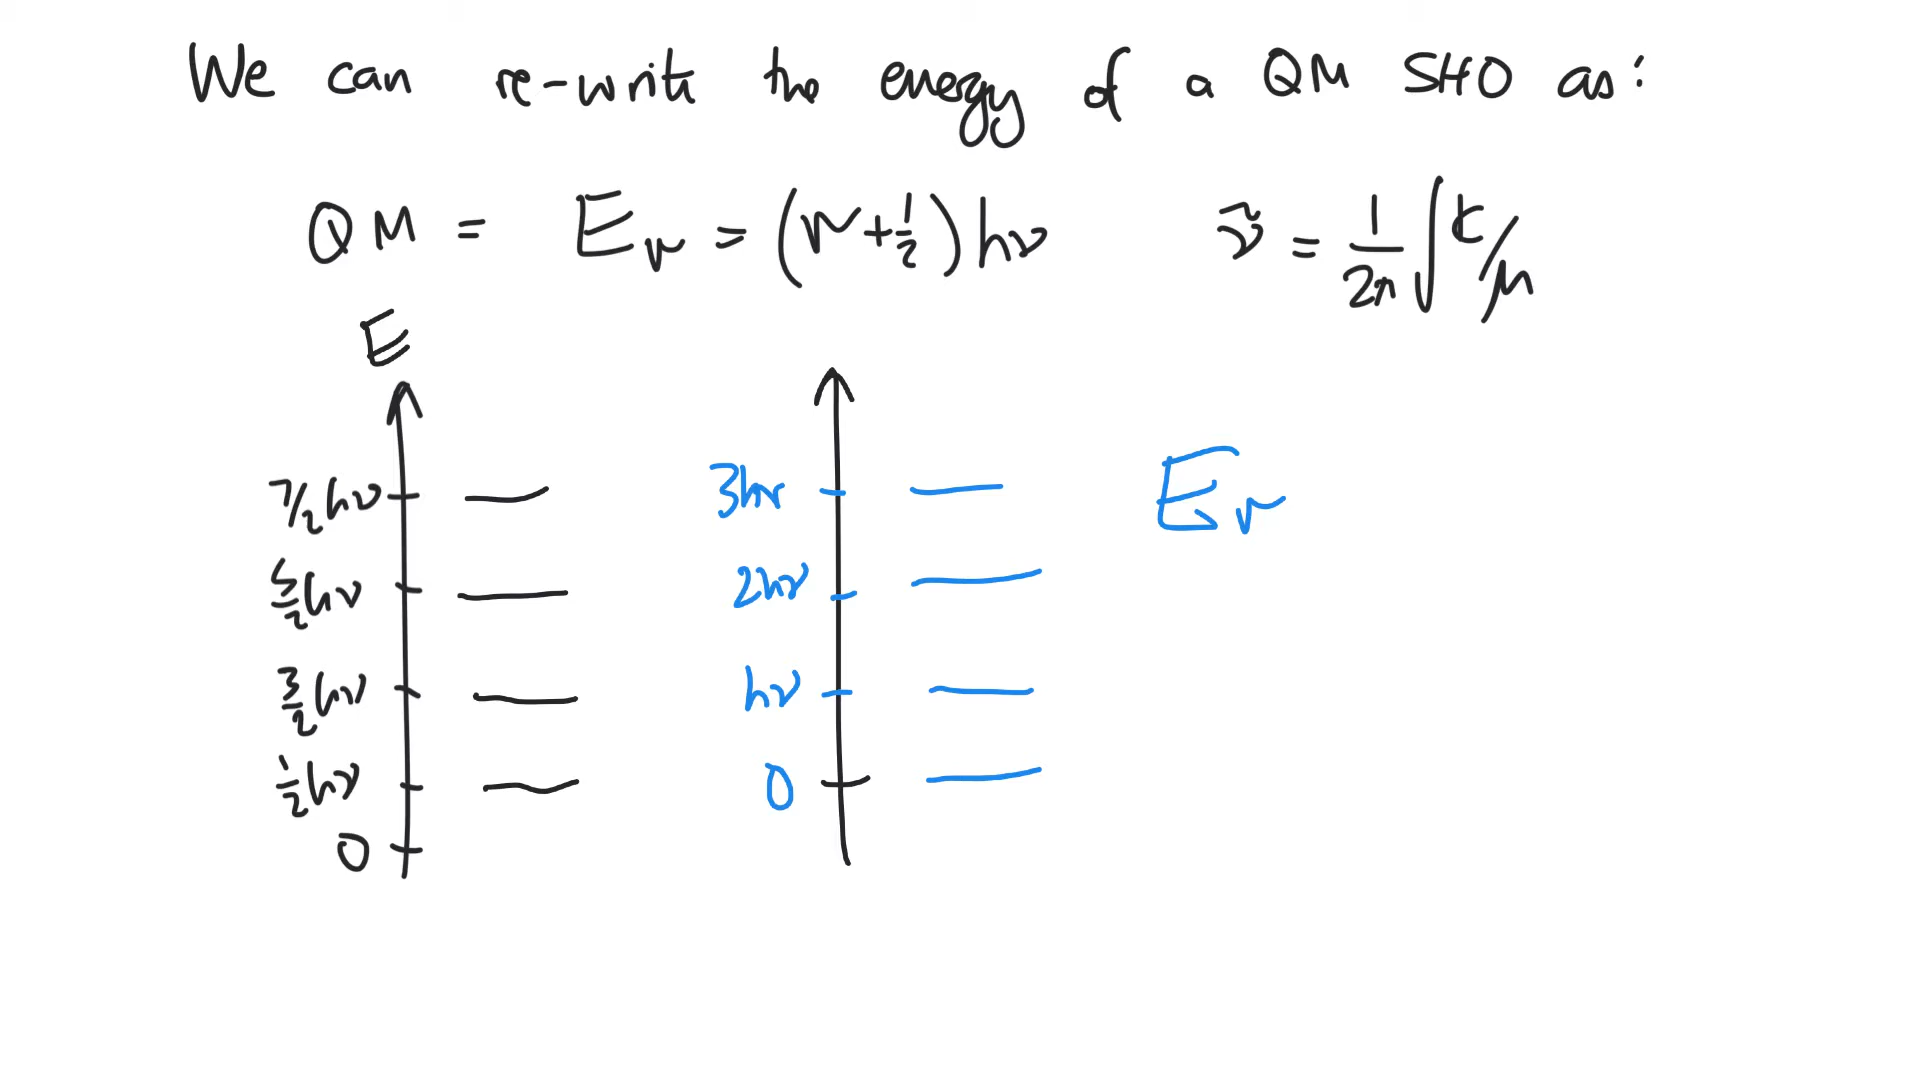 We can re-write the energy of a QM SHO as:
QM = E_v = (v+1/2)hν    ν̃ = 1/2π √k/μ
E
7/2hν    3hν    E_v
5/2hν    2hν
3/2hν    hν
1/2hν    0
0